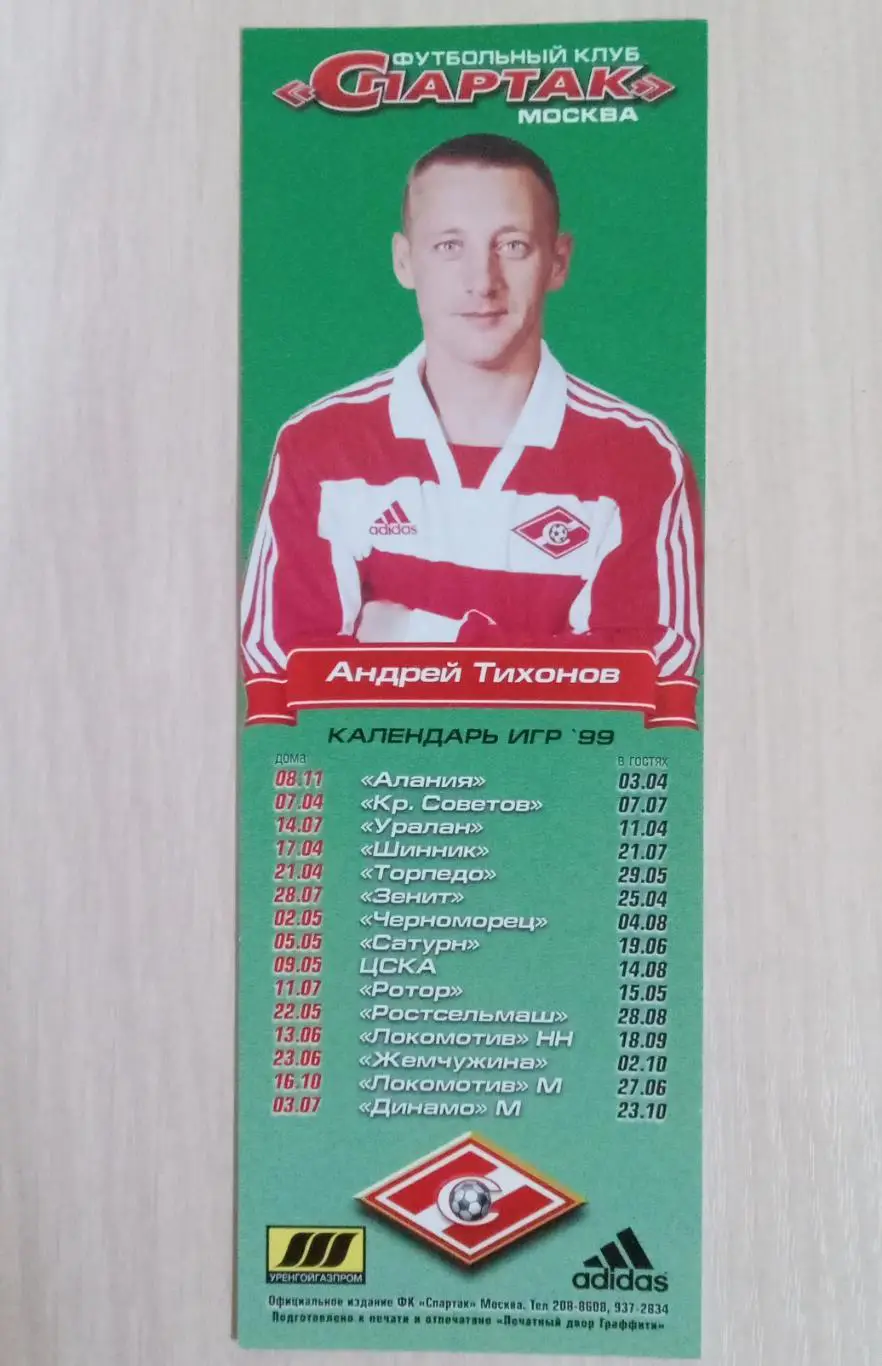 ФУТБОЛЬНЫЙ КЛУБ
«СПАРТАК»
МОСКВА
adidas
С
Андрей Тихонов
КАЛЕНДАРЬ ИГР `99
дома в гостях
08.11 «Алания» 03.04
07.04 «Кр. Советов» 07.07
14.07 «Уралан» 11.04
17.04 «Шинник» 21.07
21.04 «Торпедо» 29.05
28.07 «Зенит» 25.04
02.05 «Черноморец» 04.08
05.05 «Сатурн» 19.06
09.05 ЦСКА 14.08
11.07 «Ротор» 15.05
22.05 «Ростсельмаш» 28.08
13.06 «Локомотив» НН 18.09
23.06 «Жемчужина» 02.10
16.10 «Локомотив» М 27.06
03.07 «Динамо» М 23.10
С
УРЕНГОЙГАЗПРОМ adidas
Официальное издание ФК «Спартак» Москва. Тел 208-8608, 937-2834
Подготовлено к печати и отпечатано «Печатный двор Граффити»